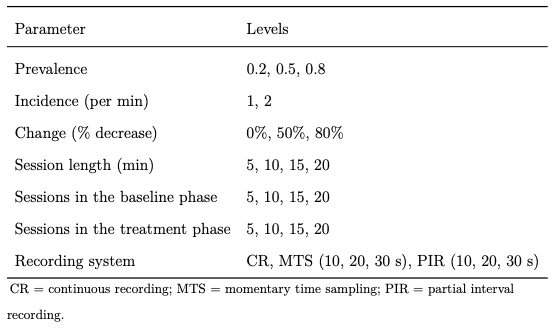 Parameter Levels
Prevalence 0.2, 0.5, 0.8
Incidence (per min) 1, 2
Change (% decrease) 0%, 50%, 80%
Session length (min) 5, 10, 15, 20
Sessions in the baseline phase 5, 10, 15, 20
Sessions in the treatment phase 5, 10, 15, 20
Recording system CR, MTS (10, 20, 30 s), PIR (10, 20, 30 s)
CR = continuous recording; MTS = momentary time sampling; PIR = partial interval
recording.